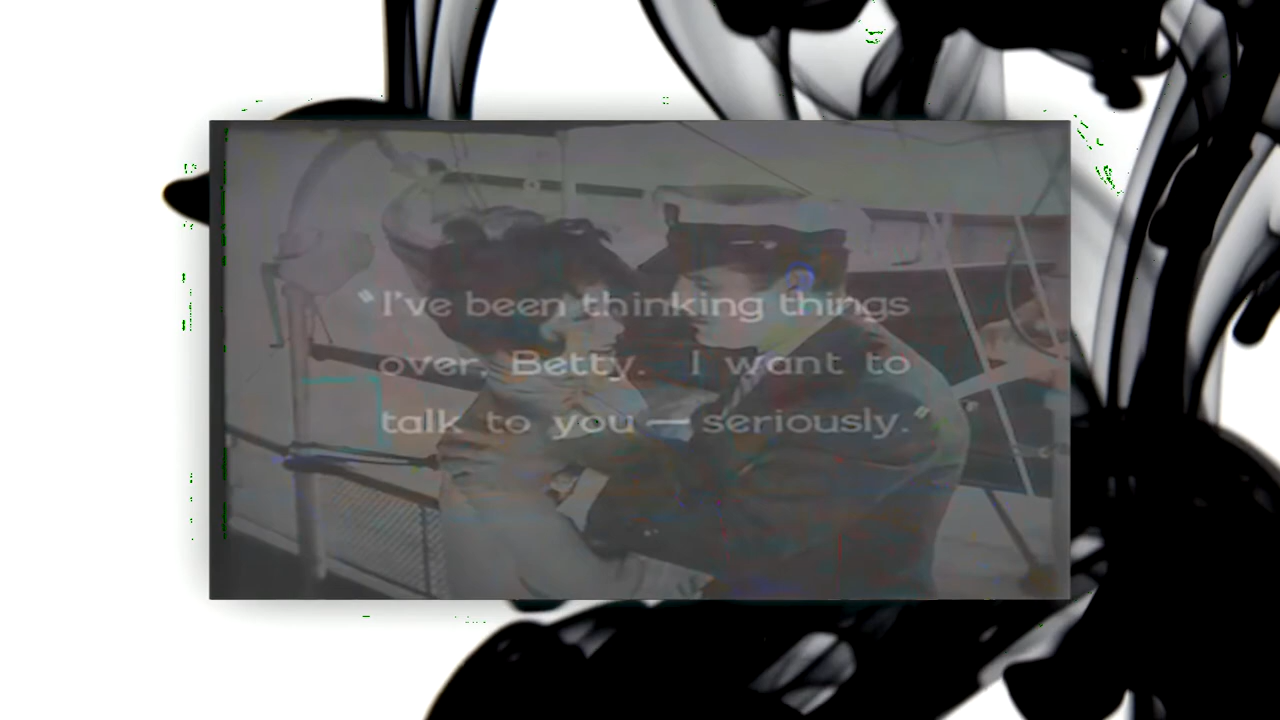 "I've been thinking things
over, Betty. I want to
talk to you — seriously."